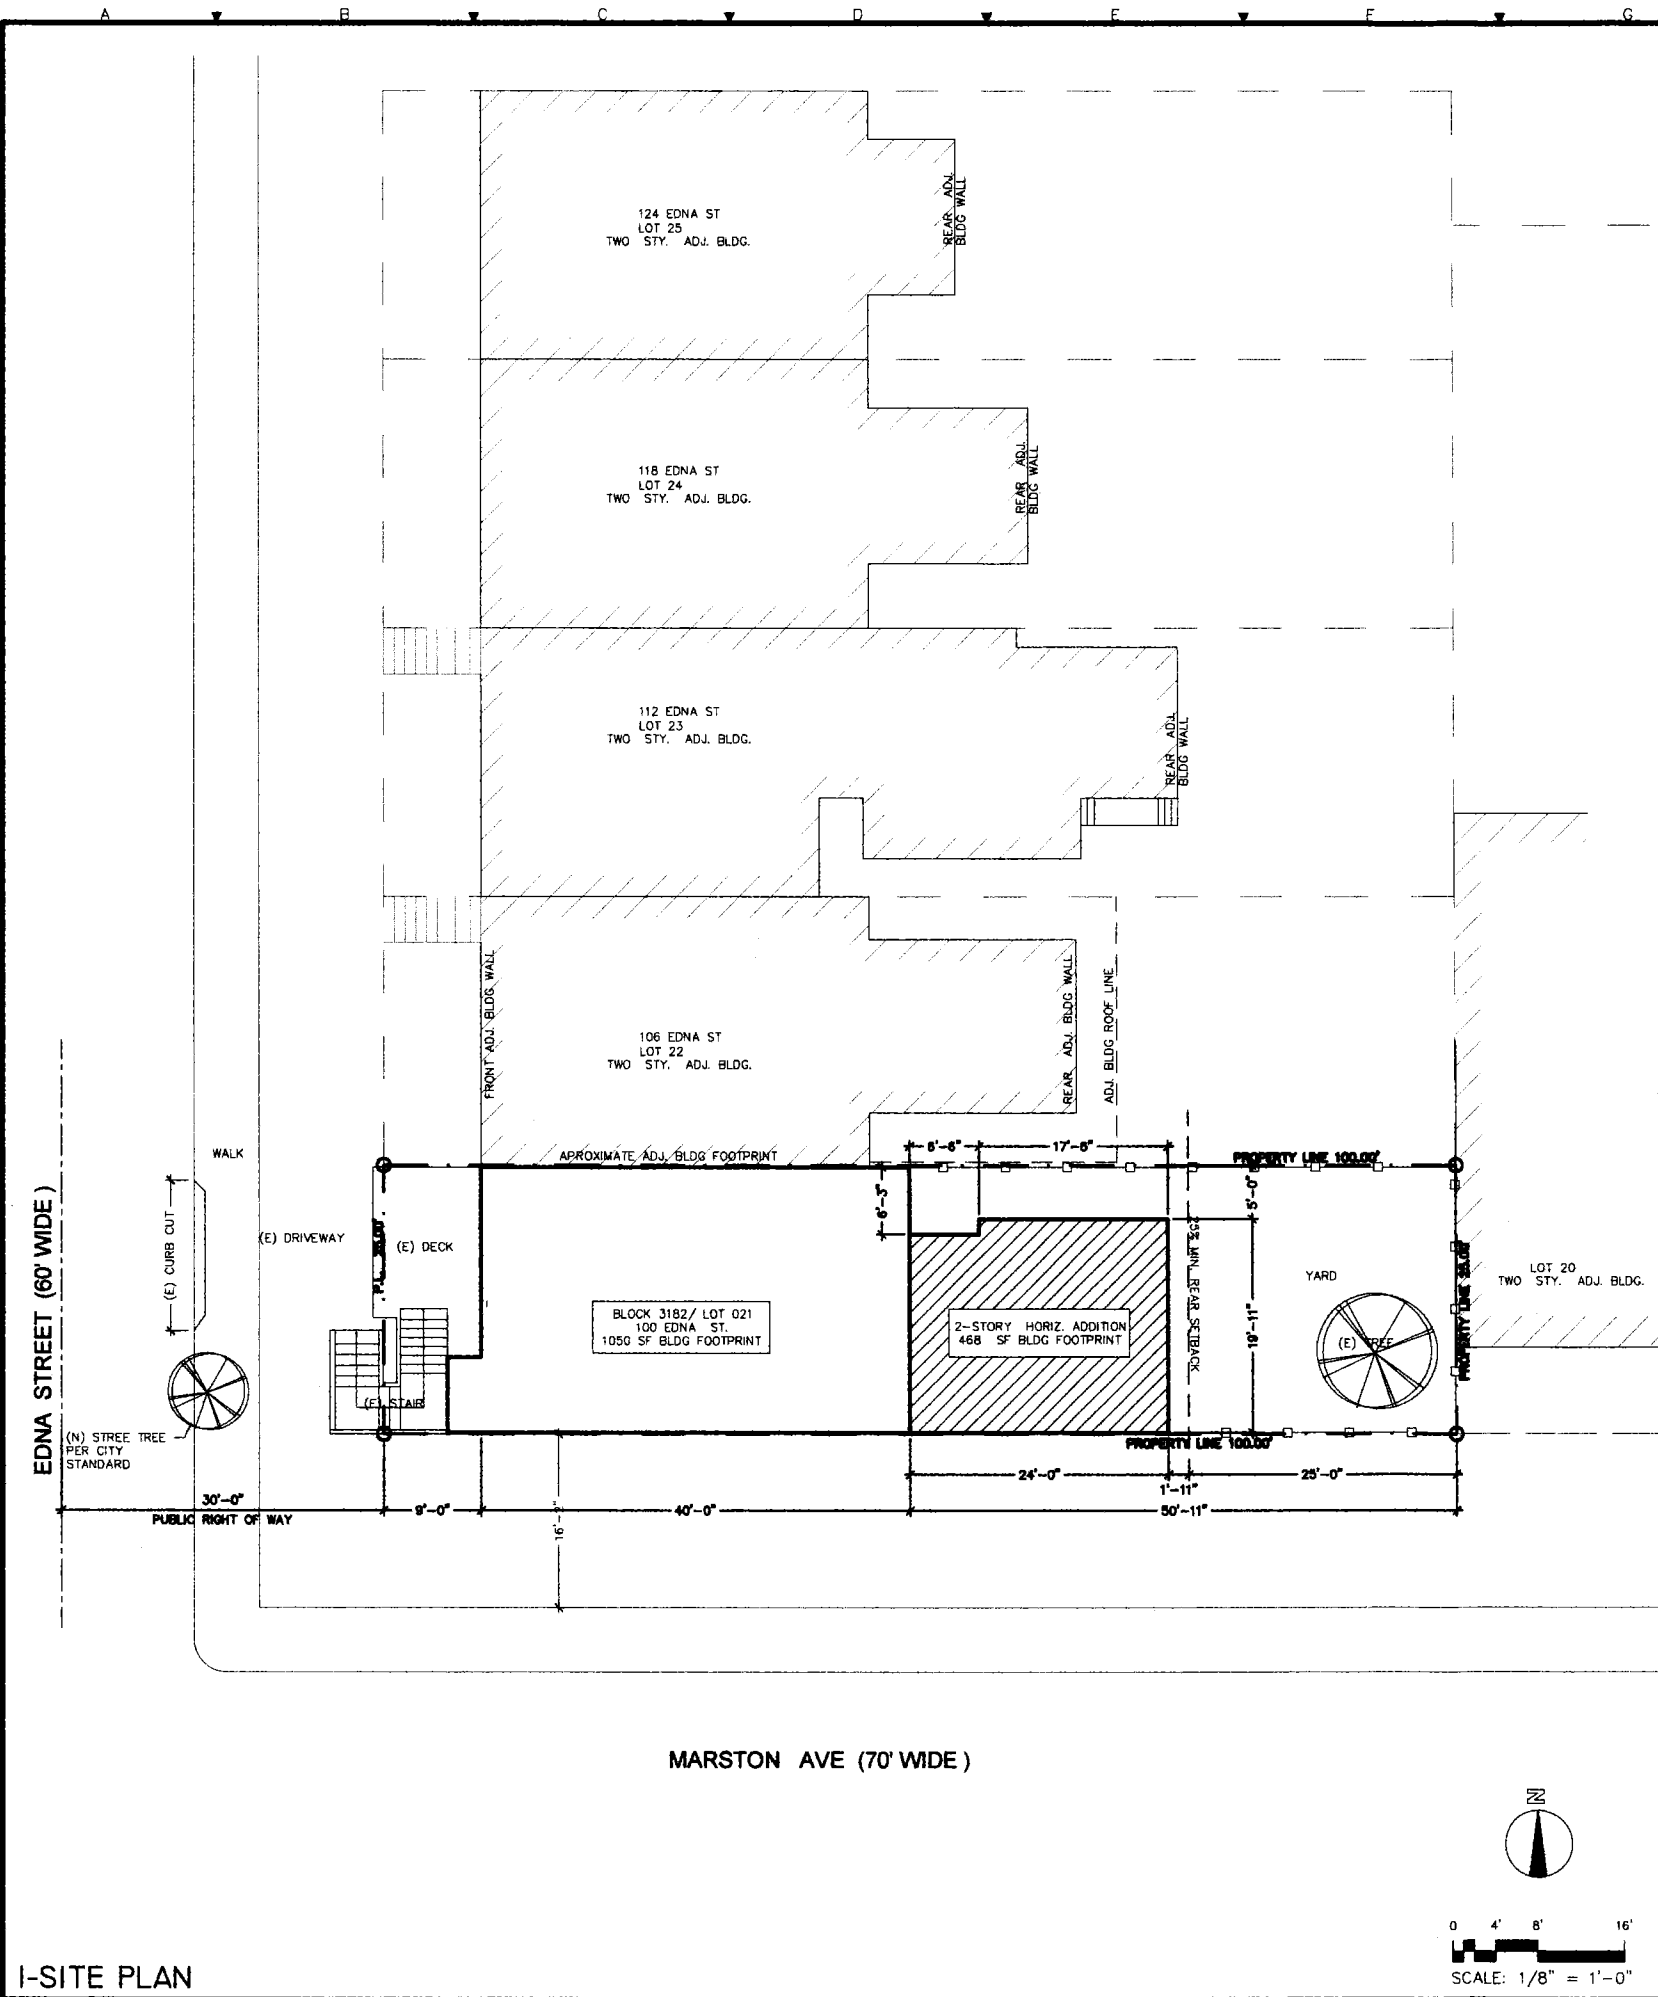 A B C D E F G
124 EDNA ST
LOT 25
TWO STY. ADJ. BLDG.
REAR ADJ.
BLDG WALL
118 EDNA ST
LOT 24
TWO STY. ADJ. BLDG.
REAR ADJ.
BLDG WALL
112 EDNA ST
LOT 23
TWO STY. ADJ. BLDG.
REAR ADJ.
BLDG WALL
FRONT ADJ. BLDG WALL
106 EDNA ST
LOT 22
TWO STY. ADJ. BLDG.
REAR ADJ. BLDG WALL
ADJ. BLDG ROOF LINE
WALK
APROXIMATE ADJ. BLDG FOOTPRINT
17'-6"
PROPERTY LINE 100.00'
6'-3"
5'-0"
(E) CURB CUT
(E) DRIVEWAY
(E) DECK
25% MIN. REAR SETBACK
YARD
LOT 20
TWO STY. ADJ. BLDG.
BLOCK 3182/ LOT 021
100 EDNA ST.
1050 SF BLDG FOOTPRINT
2-STORY HORIZ. ADDITION
468 SF BLDG FOOTPRINT
19'-11"
(E) TREE
PROPERTY LINE
EDNA STREET (60' WIDE)
(E) STAIR
(N) STREE TREE
PER CITY
STANDARD
PROPERTY LINE 100.00'
24'-0"
1'-11"
25'-0"
30'-0"
PUBLIC RIGHT OF WAY
9'-0"
40'-0"
50'-11"
MARSTON AVE (70' WIDE)
N
0 4' 8' 16'
SCALE: 1/8" = 1'-0"
I-SITE PLAN